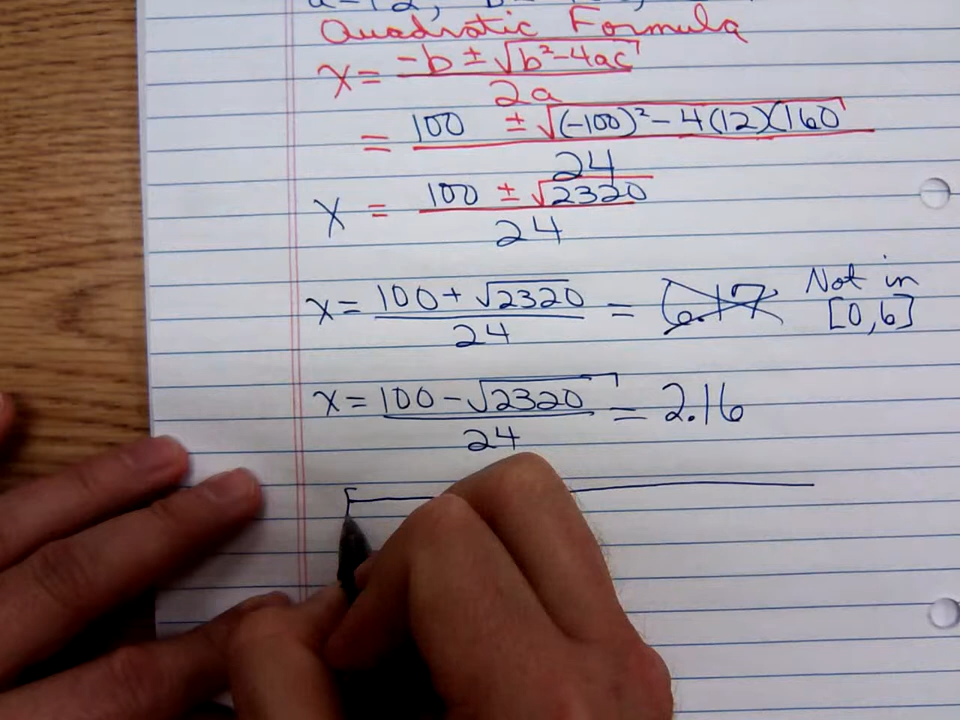 Quadratic Formula
x = (-b ± √(b² - 4ac)) / 2a
= (100 ± √((-100)² - 4(12)(160))) / 24
x = (100 ± √2320) / 24
x = (100 + √2320) / 24 = 6.17 Not in [0,6]
x = (100 - √2320) / 24 = 2.16